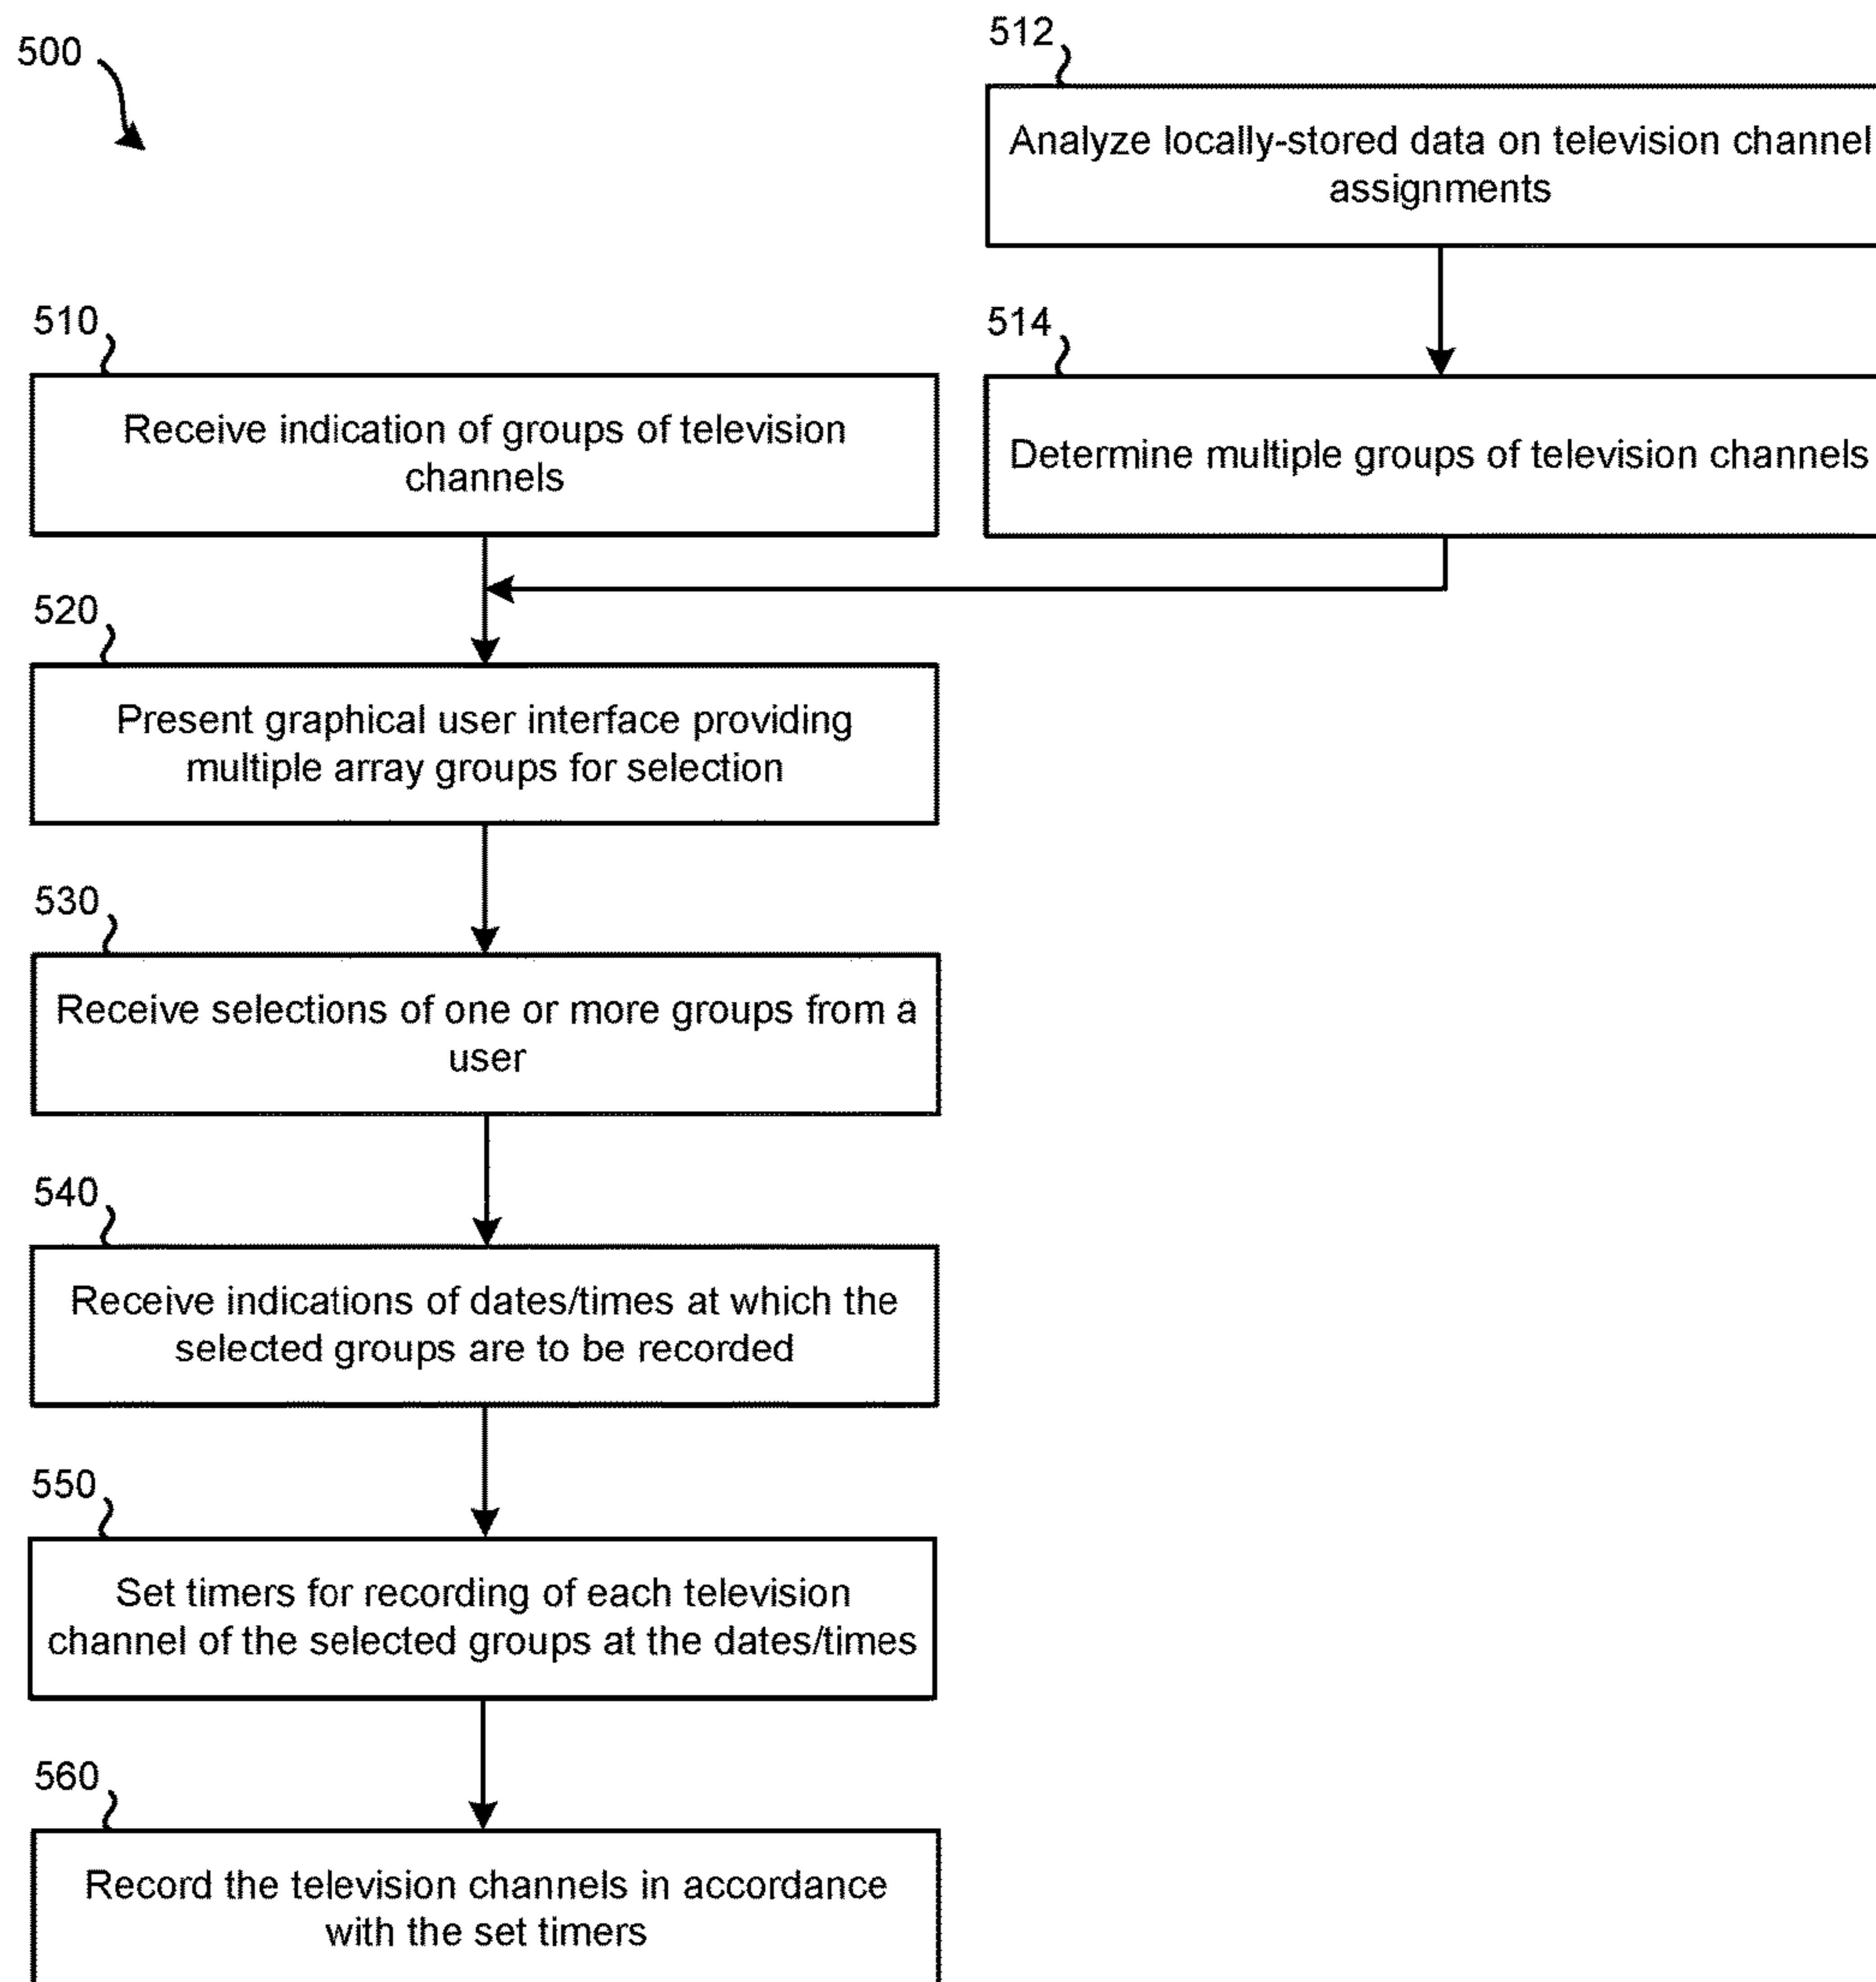 500
512
Analyze locally-stored data on television channel
assignments
510
Receive indication of groups of television
channels
514
Determine multiple groups of television channels
520
Present graphical user interface providing
multiple array groups for selection
530
Receive selections of one or more groups from a
user
540
Receive indications of dates/times at which the
selected groups are to be recorded
550
Set timers for recording of each television
channel of the selected groups at the dates/times
560
Record the television channels in accordance
with the set timers